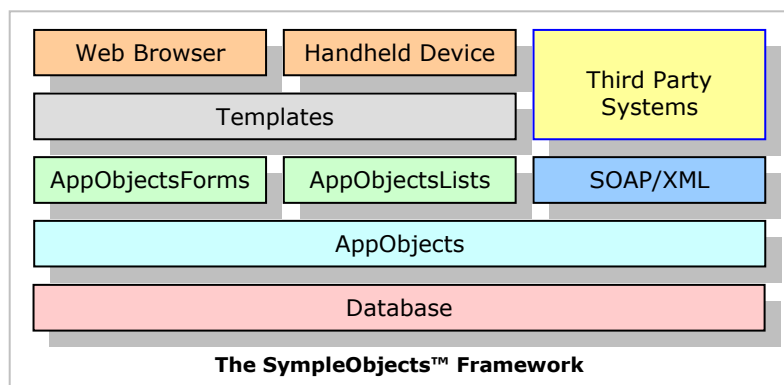 Web Browser
Handheld Device
Third Party
Systems
Templates
AppObjectsForms
AppObjectsLists
SOAP/XML
AppObjects
Database
The SympleObjects™ Framework